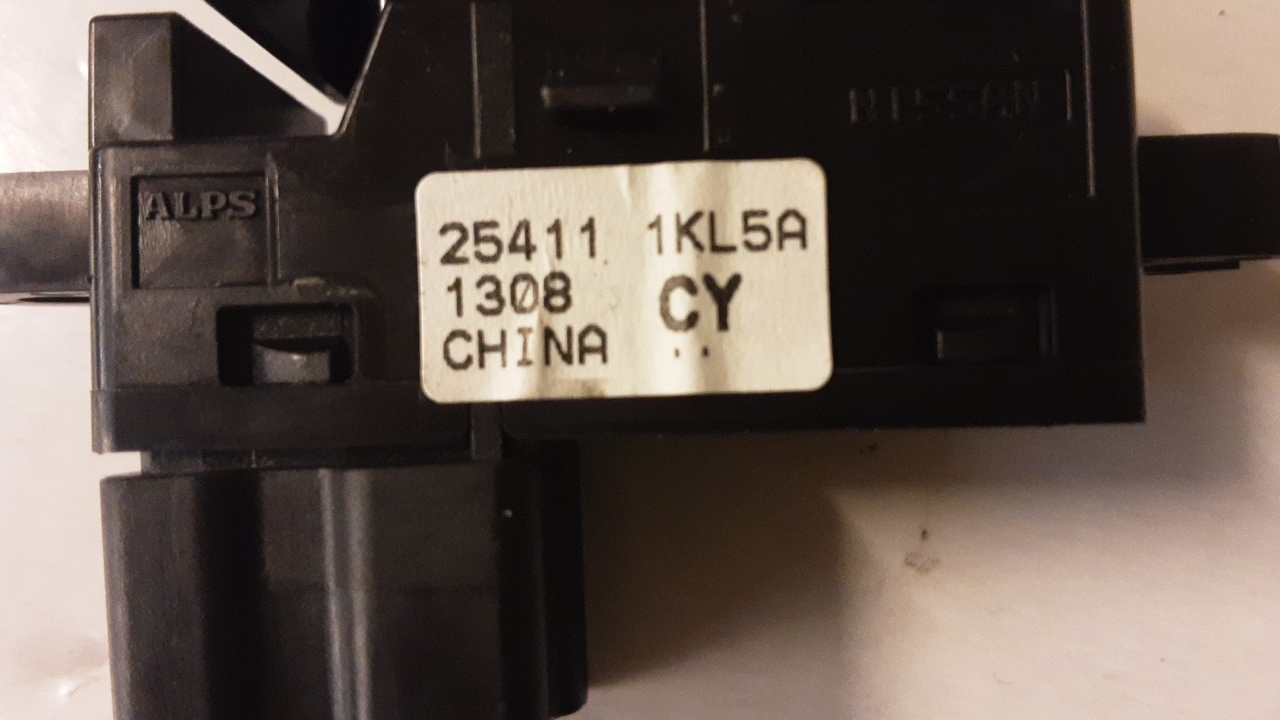 NISSAN
ALPS
25411 1KL5A
1308 CY
CHINA